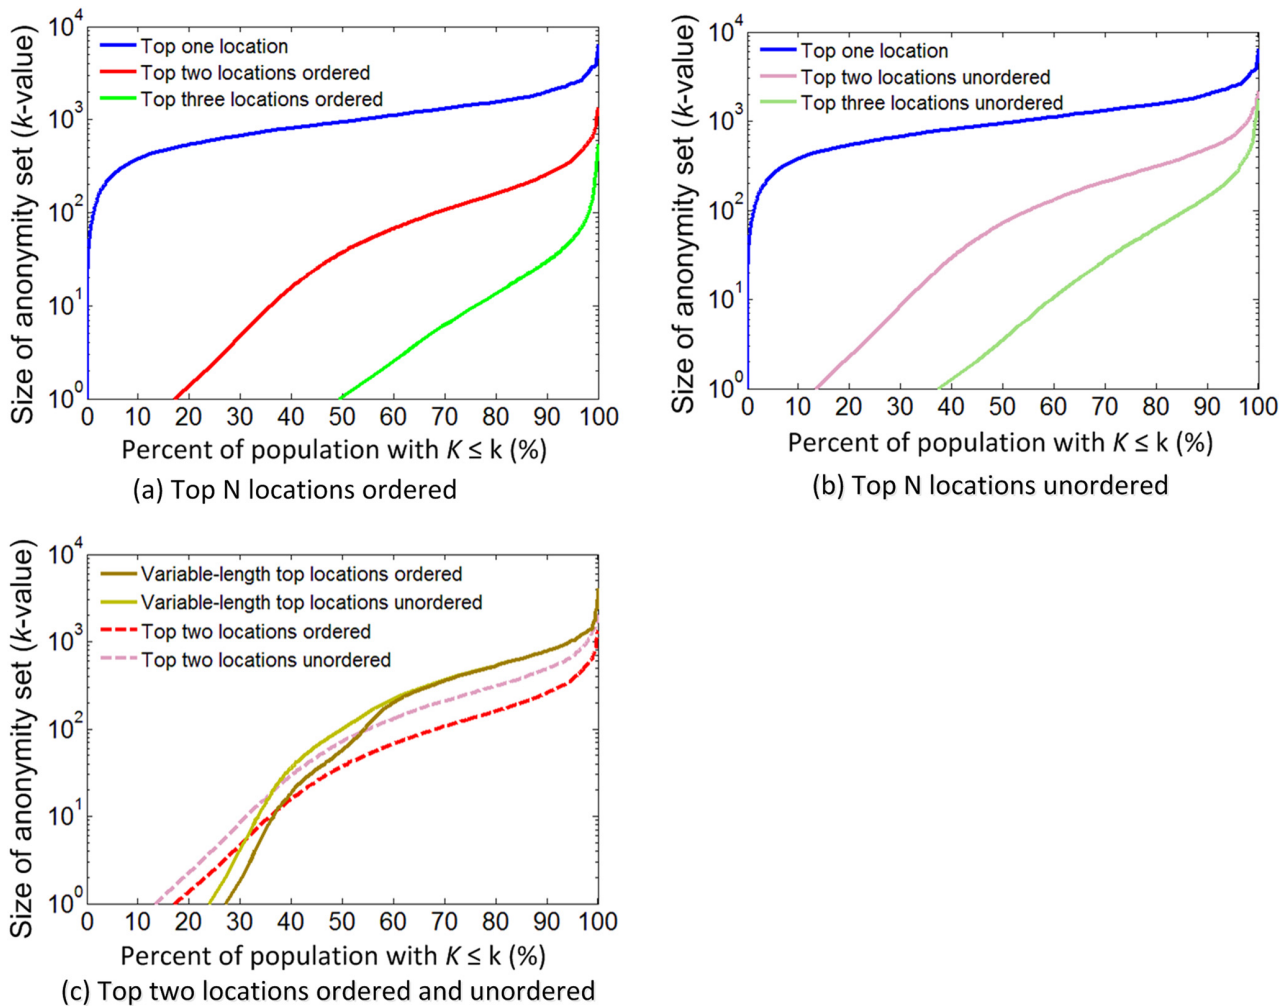 Size of anonymity set (k-value)
10^4
10^3
10^2
10^1
10^0
Top one location
Top two locations ordered
Top three locations ordered
0 10 20 30 40 50 60 70 80 90 100
Percent of population with K ≤ k (%)
(a) Top N locations ordered
Size of anonymity set (k-value)
10^4
10^3
10^2
10^1
10^0
Top one location
Top two locations unordered
Top three locations unordered
0 10 20 30 40 50 60 70 80 90 100
Percent of population with K ≤ k (%)
(b) Top N locations unordered
Size of anonymity set (k-value)
10^4
10^3
10^2
10^1
10^0
Variable-length top locations ordered
Variable-length top locations unordered
Top two locations ordered
Top two locations unordered
0 10 20 30 40 50 60 70 80 90 100
Percent of population with K ≤ k (%)
(c) Top two locations ordered and unordered